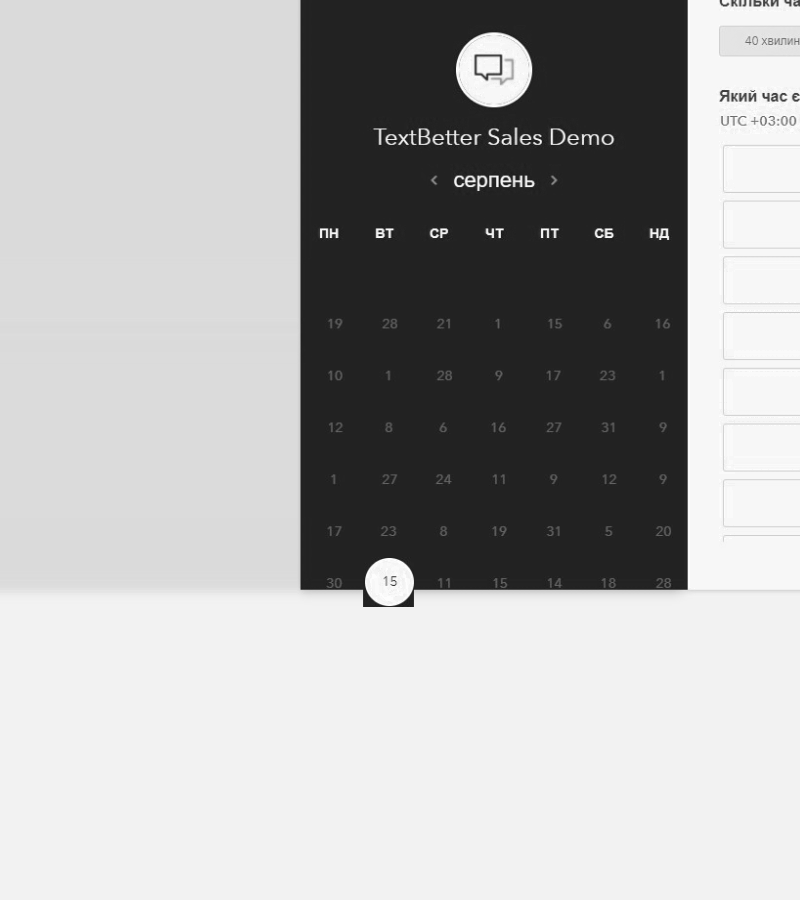 40 хвилин
Який час є
UTC +03:00
TextBetter Sales Demo
серпень
ПН ВТ СР ЧТ ПТ СБ НД
19 28 21 1 15 6 16
10 1 28 9 17 23 1
12 8 6 16 27 31 9
1 27 24 11 9 12 9
17 23 8 19 31 5 20
30 15 11 15 14 18 28